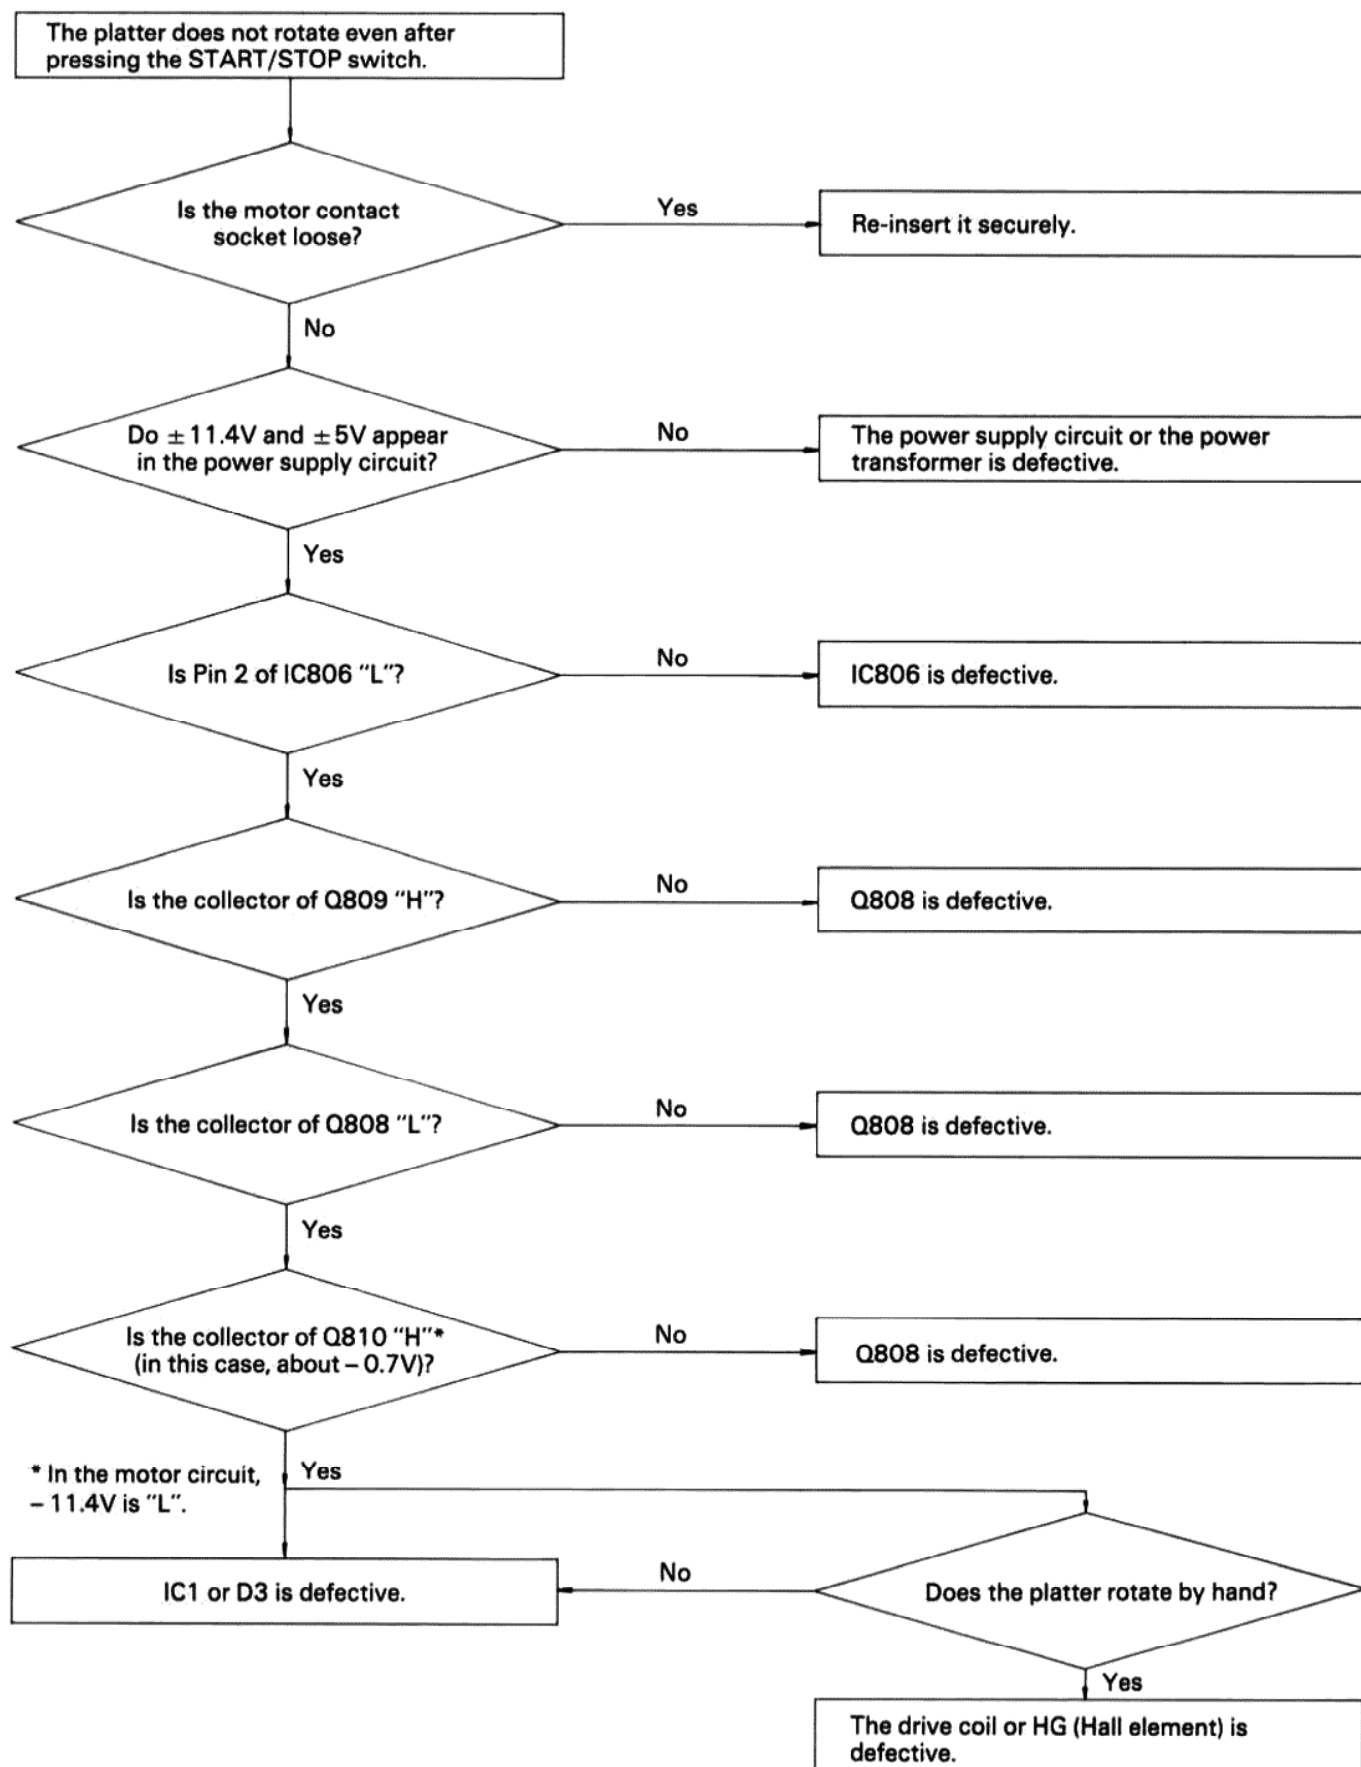 The platter does not rotate even after
pressing the START/STOP switch.
Is the motor contact
socket loose?
Yes
Re-insert it securely.
No
Do ±11.4V and ±5V appear
in the power supply circuit?
No
The power supply circuit or the power
transformer is defective.
Yes
Is Pin 2 of IC806 "L"?
No
IC806 is defective.
Yes
Is the collector of Q809 "H"?
No
Q808 is defective.
Yes
Is the collector of Q808 "L"?
No
Q808 is defective.
Yes
Is the collector of Q810 "H"*
(in this case, about – 0.7V)?
No
Q808 is defective.
* In the motor circuit,
– 11.4V is "L".
Yes
IC1 or D3 is defective.
No
Does the platter rotate by hand?
Yes
The drive coil or HG (Hall element) is
defective.